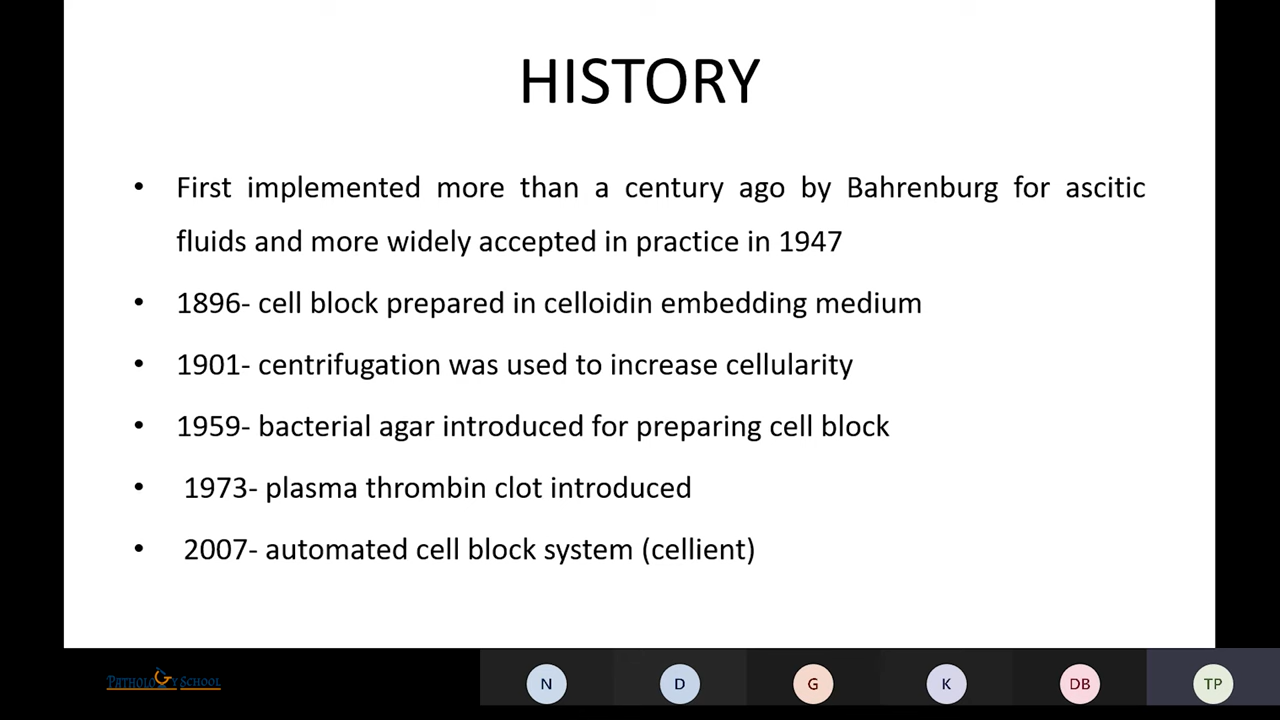 HISTORY
• First implemented more than a century ago by Bahrenburg for ascitic
fluids and more widely accepted in practice in 1947
• 1896- cell block prepared in celloidin embedding medium
• 1901- centrifugation was used to increase cellularity
• 1959- bacterial agar introduced for preparing cell block
• 1973- plasma thrombin clot introduced
• 2007- automated cell block system (cellient)
PATHOLOGY SCHOOL
N D G K DB TP